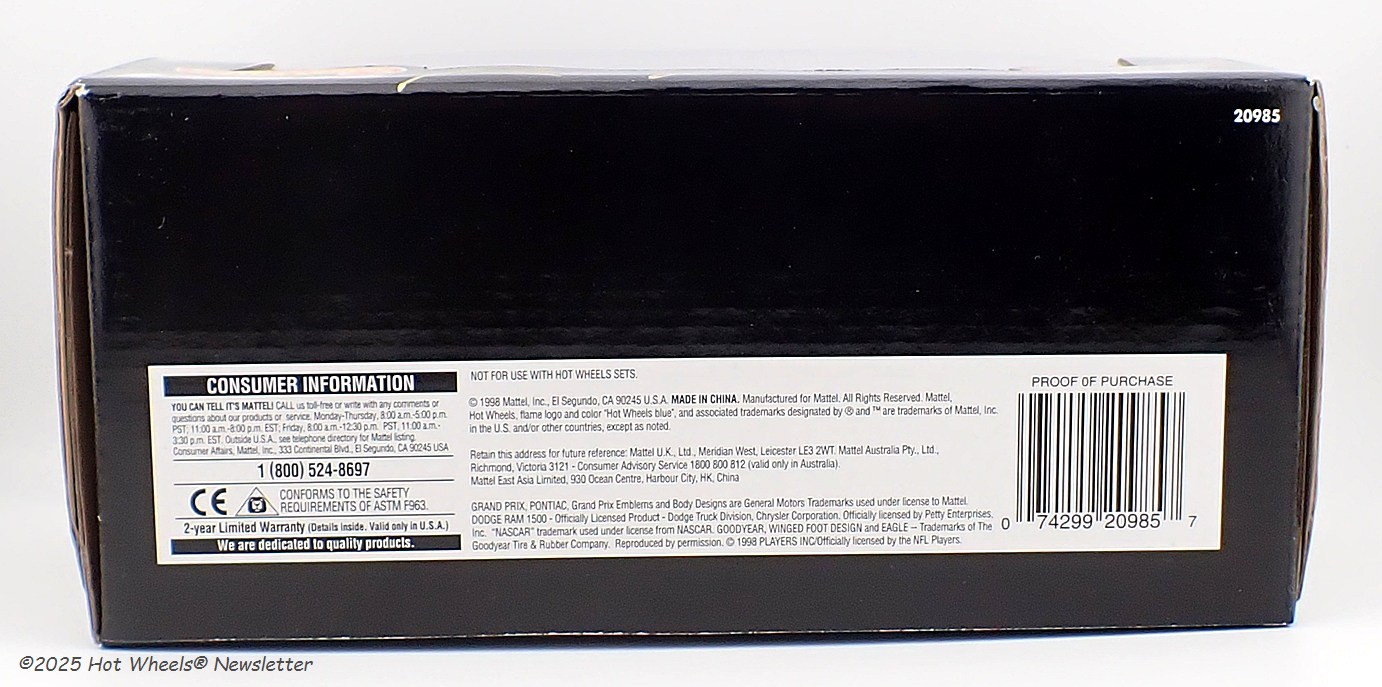 20985
CONSUMER INFORMATION
YOU CAN TELL IT'S MATTEL! CALL us toll-free or write with any comments or
questions about our products or service. Monday-Thursday, 8:00 a.m.-5:00 p.m.
PST, 11:00 a.m.-8:00 p.m. EST; Friday, 8:00 a.m.-12:30 p.m. PST, 11:00 a.m.-
3:30 p.m. EST. Outside U.S.A., see telephone directory for Mattel listing.
Consumer Affairs, Mattel, Inc., 333 Continental Blvd., El Segundo, CA 90245 USA
1 (800) 524-8697
CE
CONFORMS TO THE SAFETY
REQUIREMENTS OF ASTM F963.
2-year Limited Warranty (Details inside. Valid only in U.S.A.)
We are dedicated to quality products.
NOT FOR USE WITH HOT WHEELS SETS.
© 1998 Mattel, Inc., El Segundo, CA 90245 U.S.A. MADE IN CHINA. Manufactured for Mattel. All Rights Reserved. Mattel,
Hot Wheels, flame logo and color "Hot Wheels blue", and associated trademarks designated by ® and ™ are trademarks of Mattel, Inc.
in the U.S. and/or other countries, except as noted.
Retain this address for future reference: Mattel U.K., Ltd., Meridian West, Leicester LE3 2WT. Mattel Australia Pty., Ltd.,
Richmond, Victoria 3121 - Consumer Advisory Service 1800 800 812 (valid only in Australia).
Mattel East Asia Limited, 930 Ocean Centre, Harbour City, HK, China
GRAND PRIX, PONTIAC, Grand Prix Emblems and Body Designs are General Motors Trademarks used under license to Mattel.
DODGE RAM 1500 - Officially Licensed Product - Dodge Truck Division, Chrysler Corporation. Officially licensed by Petty Enterprises,
Inc. "NASCAR" trademark used under license from NASCAR. GOODYEAR, WINGED FOOT DESIGN and EAGLE -- Trademarks of The
Goodyear Tire & Rubber Company. Reproduced by permission. © 1998 PLAYERS INC/Officially licensed by the NFL Players.
PROOF OF PURCHASE
0 74299 20985 7
©2025 Hot Wheels® Newsletter